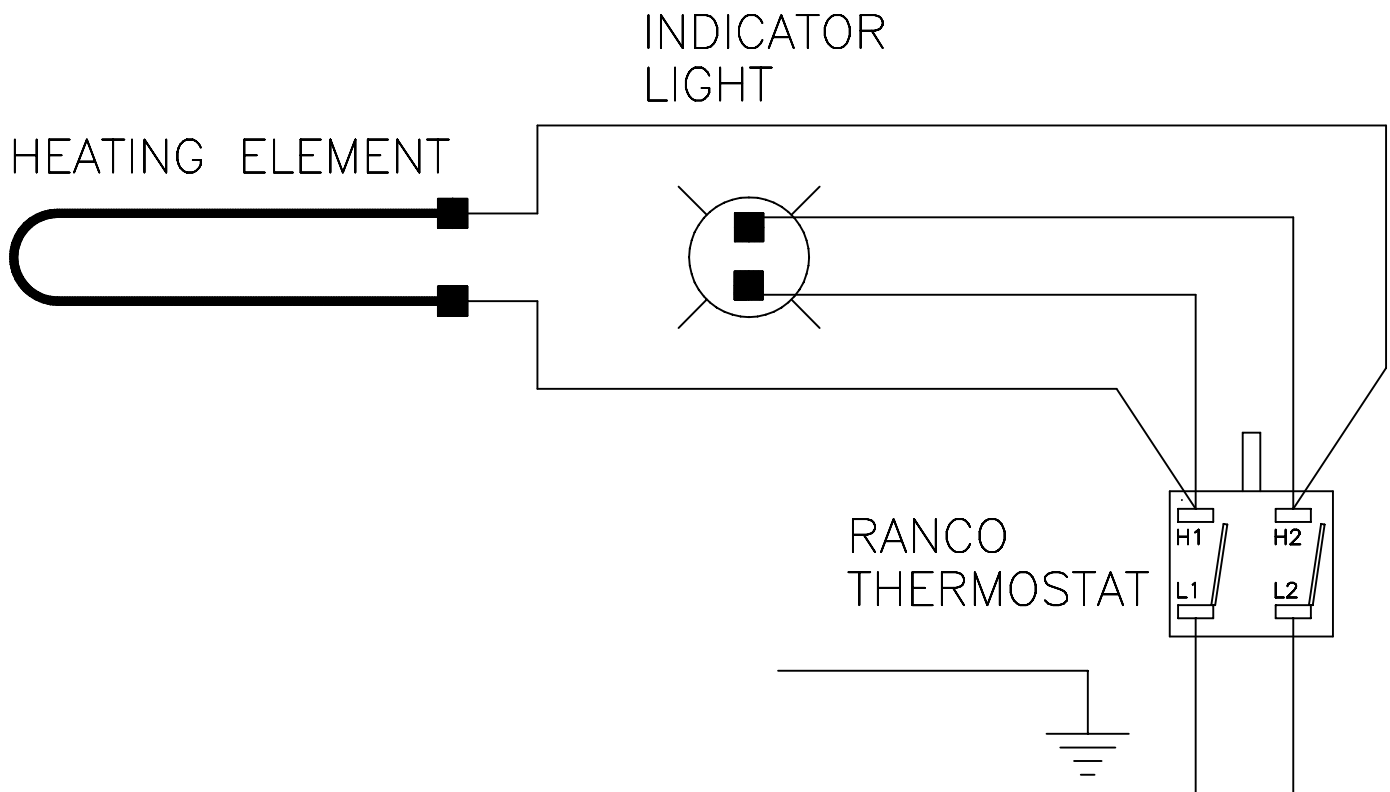 INDICATOR
LIGHT
HEATING ELEMENT
RANCO
THERMOSTAT
H1
H2
L1
L2